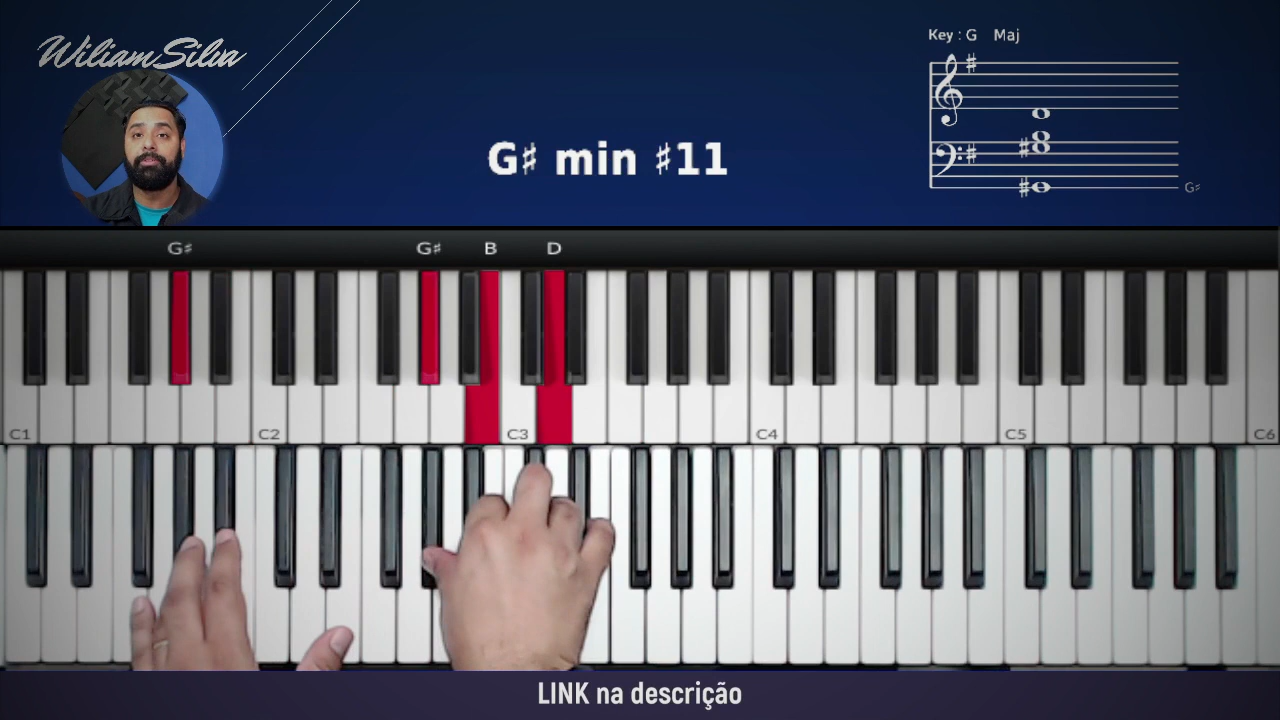 WiliamSilva
Key : G Maj
G♯ min ♯11
G♯
G♯ G♯ B D
C1 C2 C3 C4 C5 C6
LINK na descrição